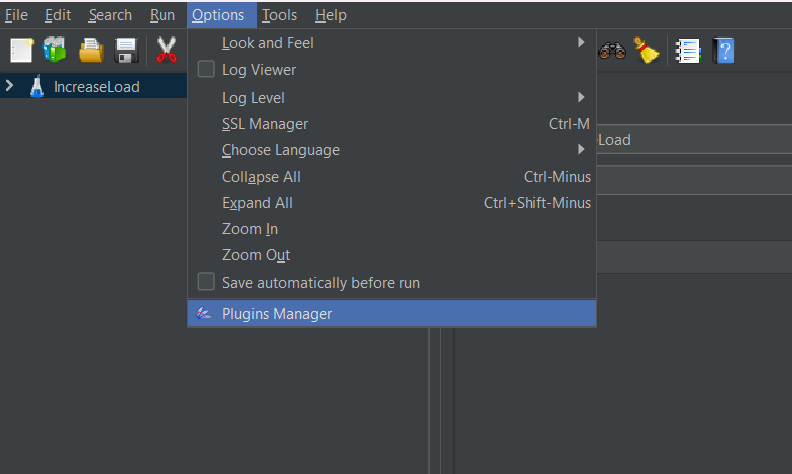 File Edit Search Run Options Tools Help
IncreaseLoad
Look and Feel
Log Viewer
Log Level
SSL Manager Ctrl-M
Choose Language
Collapse All Ctrl-Minus
Expand All Ctrl+Shift-Minus
Zoom In
Zoom Out
Save automatically before run
Plugins Manager
Load